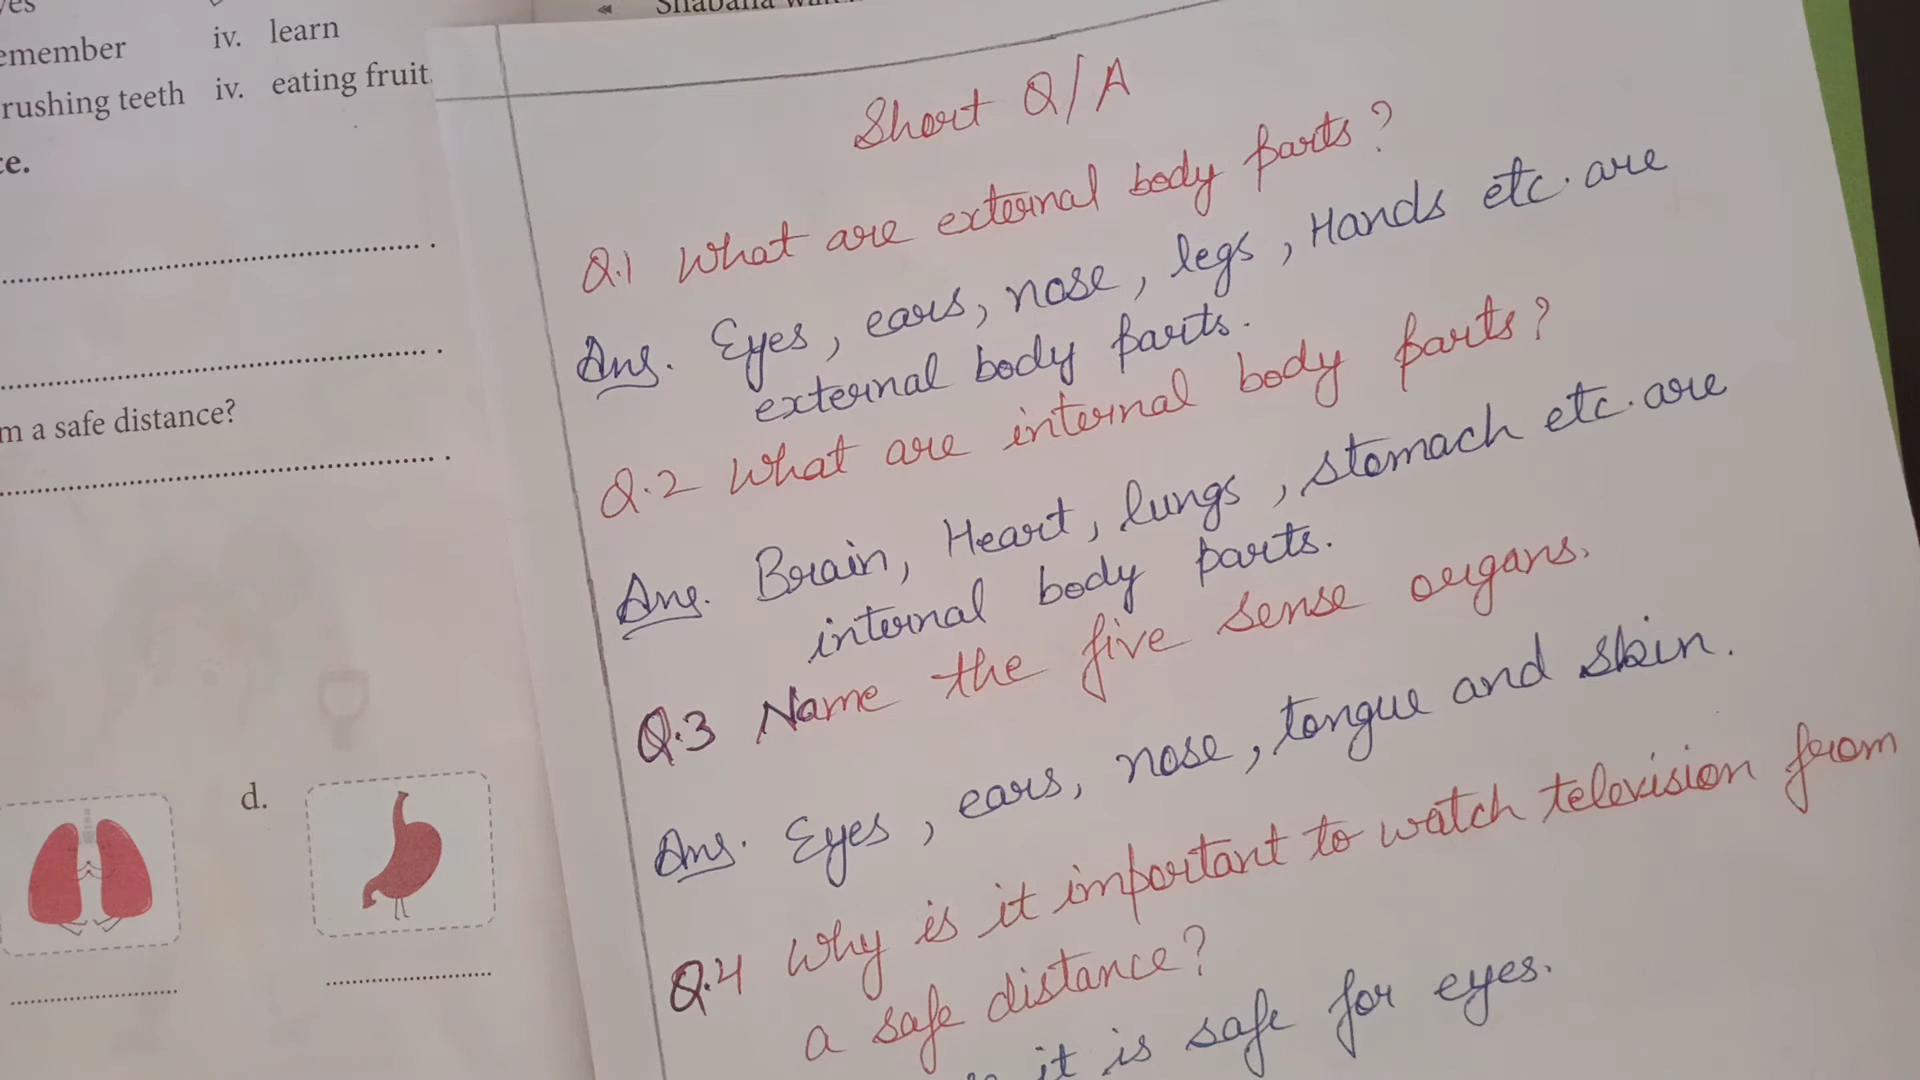 iv. learn
rushing teeth iv. eating fruit
m a safe distance?
d.
Short Q/A
Q.1 What are external body parts?
Ans. Eyes, ears, nose, legs, Hands etc. are
external body parts.
Q.2 What are internal body parts?
Ans. Brain, Heart, lungs, stomach etc. are
internal body parts.
Q.3 Name the five sense organs.
Ans. Eyes, ears, nose, tongue and skin.
Q.4 Why is it important to watch television from
a safe distance?
it is safe for eyes.